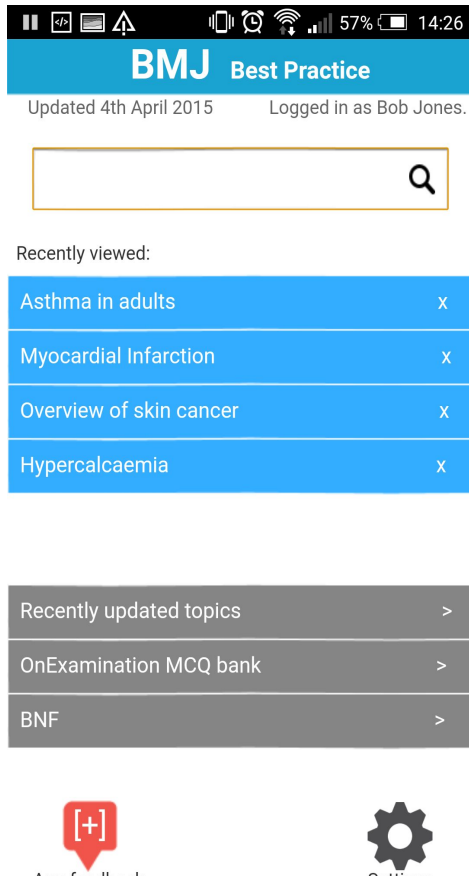 57% 14:26
BMJ Best Practice
Updated 4th April 2015 Logged in as Bob Jones.
Recently viewed:
Asthma in adults x
Myocardial Infarction x
Overview of skin cancer x
Hypercalcaemia x
Recently updated topics >
OnExamination MCQ bank >
BNF >
[+]